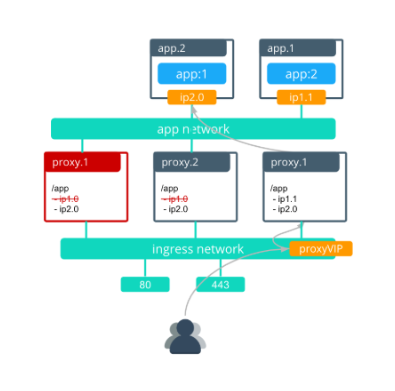 app.2
app.1
app:1
app:2
ip2.0
ip1.1
app network
proxy.1
proxy.2
proxy.1
/app
- ip1.0
- ip2.0
/app
- ip1.0
- ip2.0
/app
- ip1.1
- ip2.0
ingress network
proxyVIP
80
443